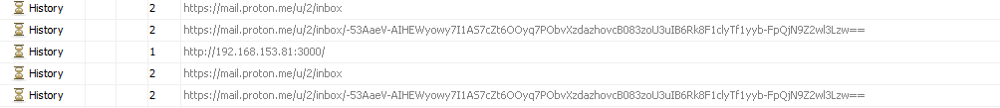 History 2 https://mail.proton.me/u/2/inbox
History 2 https://mail.proton.me/u/2/inbox/-53AaeV-AIHEWyowy7I1AS7cZt6OOyq7PObvXzdazhovcB083zoU3uIB6Rk8F1clyTf1yyb-FpQjN9Z2wl3Lzw==
History 1 http://192.168.153.81:3000/
History 2 https://mail.proton.me/u/2/inbox
History 2 https://mail.proton.me/u/2/inbox/-53AaeV-AIHEWyowy7I1AS7cZt6OOyq7PObvXzdazhovcB083zoU3uIB6Rk8F1clyTf1yyb-FpQjN9Z2wl3Lzw==